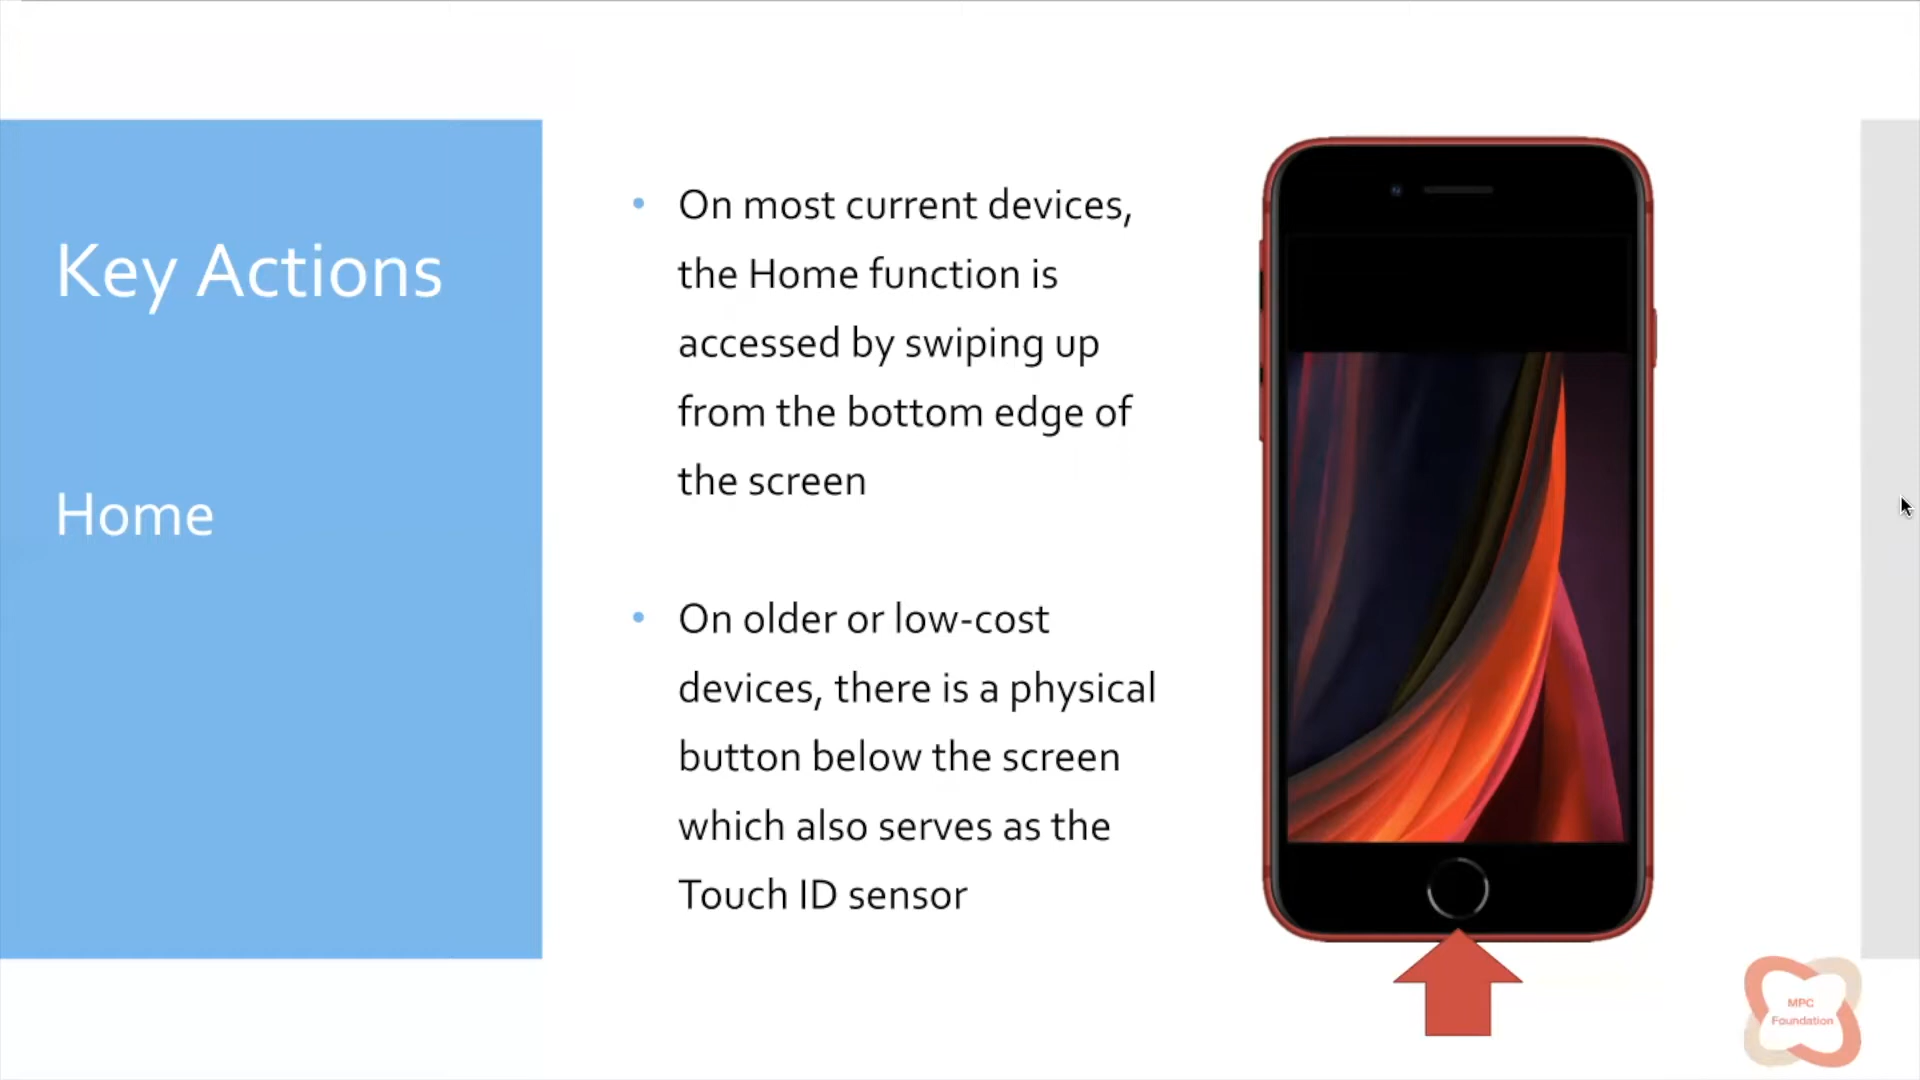 Key Actions
Home
• On most current devices,
the Home function is
accessed by swiping up
from the bottom edge of
the screen
• On older or low-cost
devices, there is a physical
button below the screen
which also serves as the
Touch ID sensor
MPC
Foundation